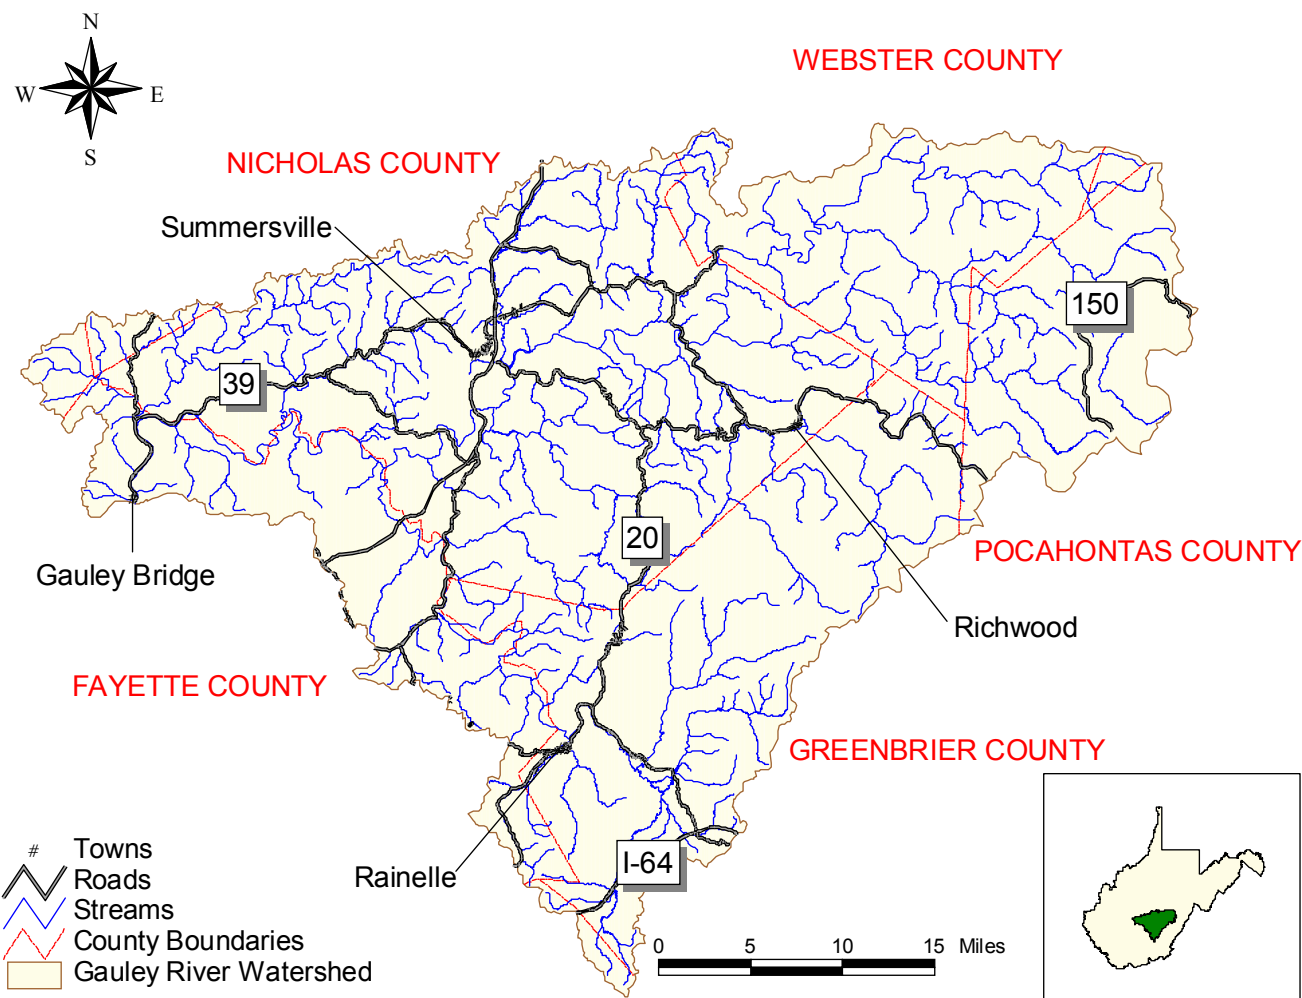 N
W E
S
WEBSTER COUNTY
NICHOLAS COUNTY
Summersville
150
39
20
POCAHONTAS COUNTY
Gauley Bridge
Richwood
FAYETTE COUNTY
GREENBRIER COUNTY
I-64
Rainelle
# Towns
Roads
Streams
County Boundaries
Gauley River Watershed
0 5 10 15 Miles